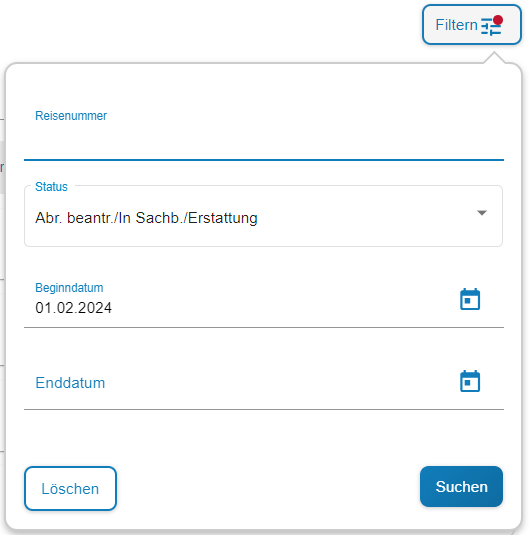 Filtern
Reisenummer
Status
Abr. beantr./In Sachb./Erstattung
Beginndatum
01.02.2024
Enddatum
Löschen
Suchen